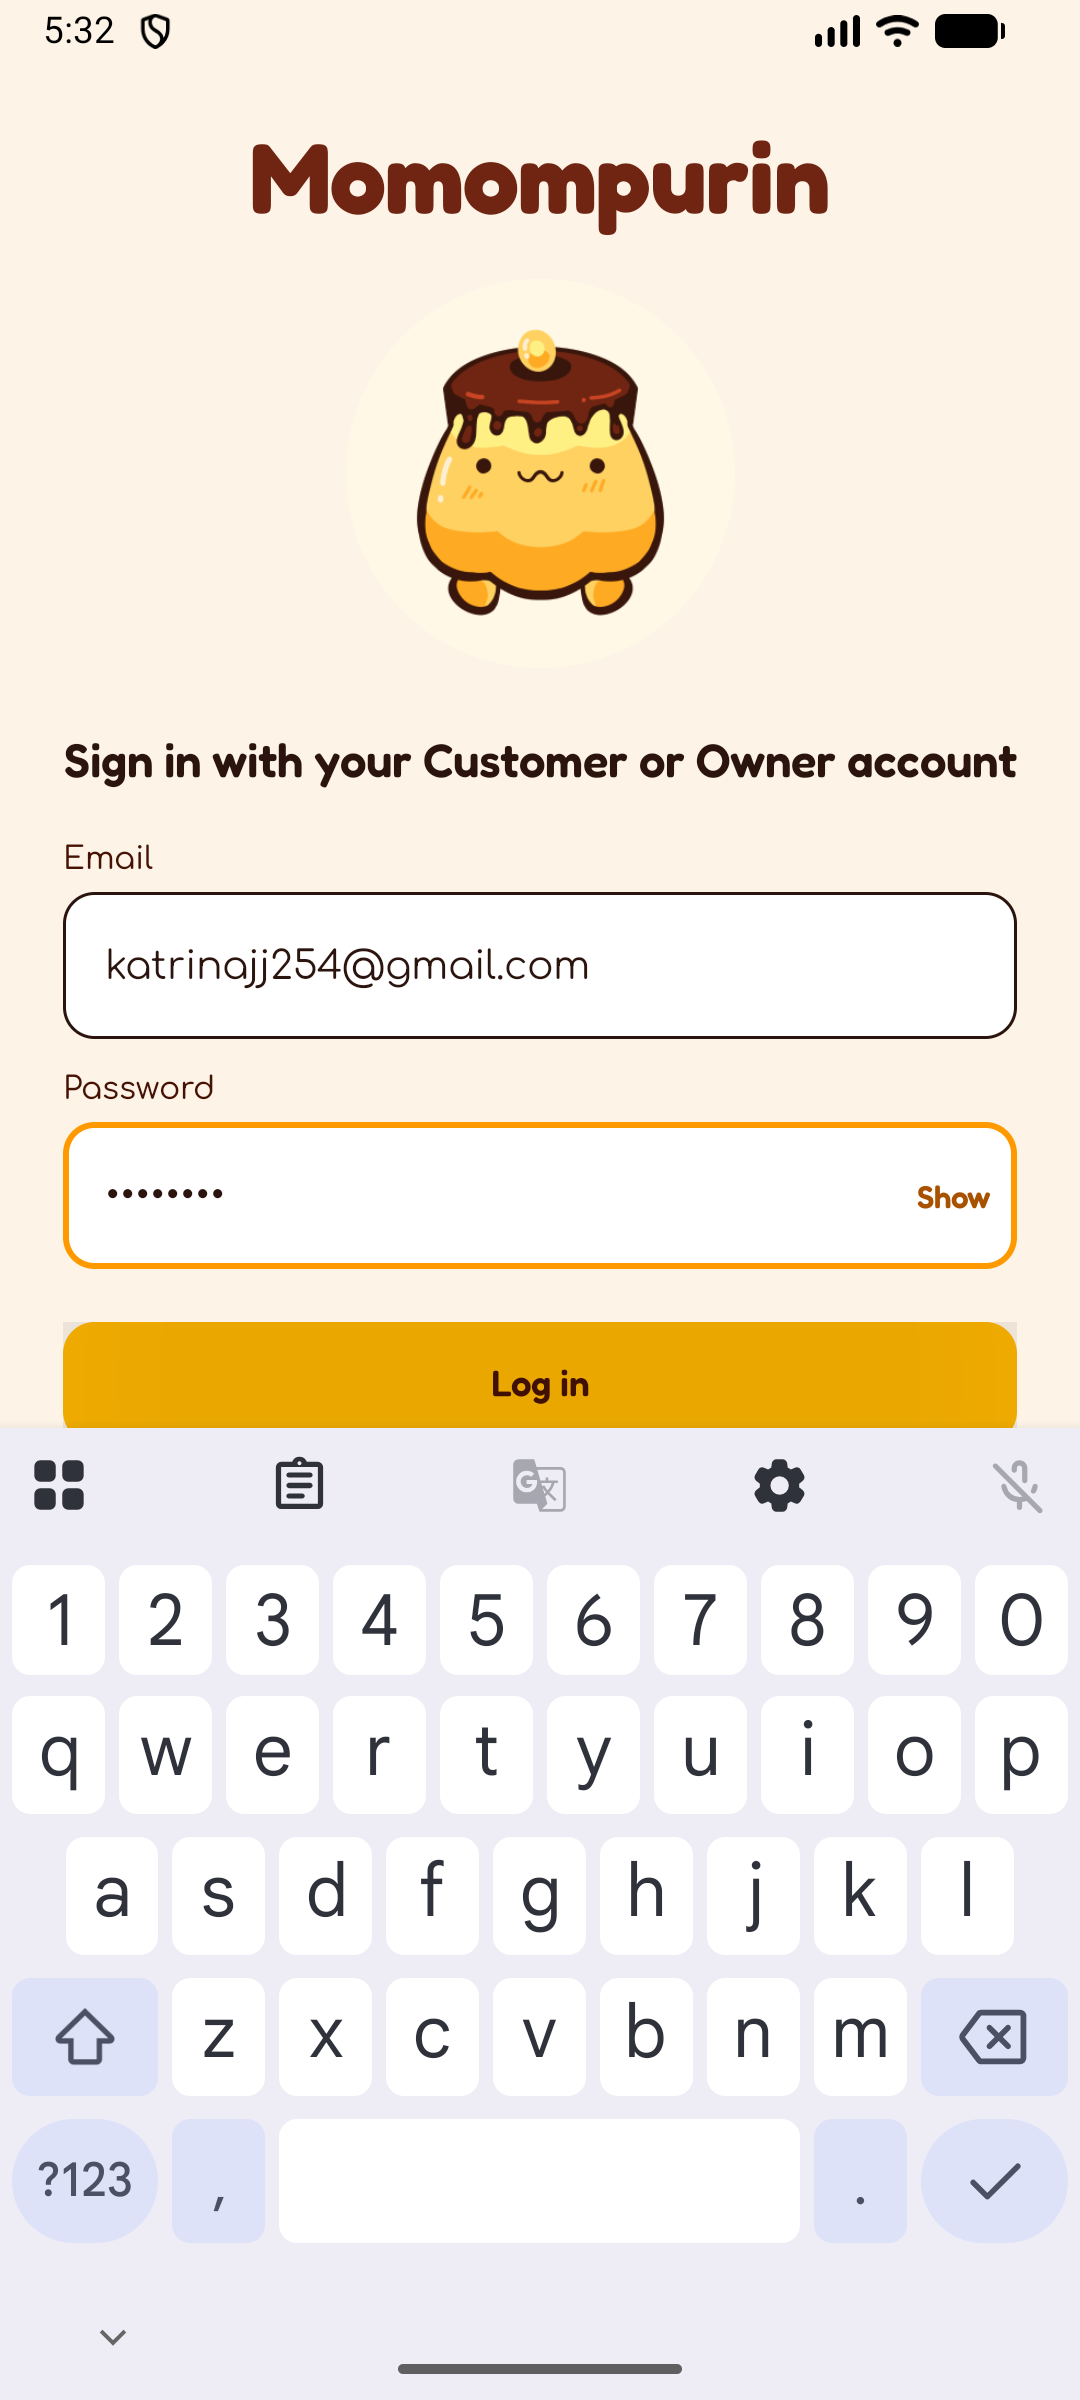 5:32
Momompurin
Sign in with your Customer or Owner account
Email
katrinajj254@gmail.com
Password
••••••••
Show
Log in
1 2 3 4 5 6 7 8 9 0
q w e r t y u i o p
a s d f g h j k l
z x c v b n m
?123 , .